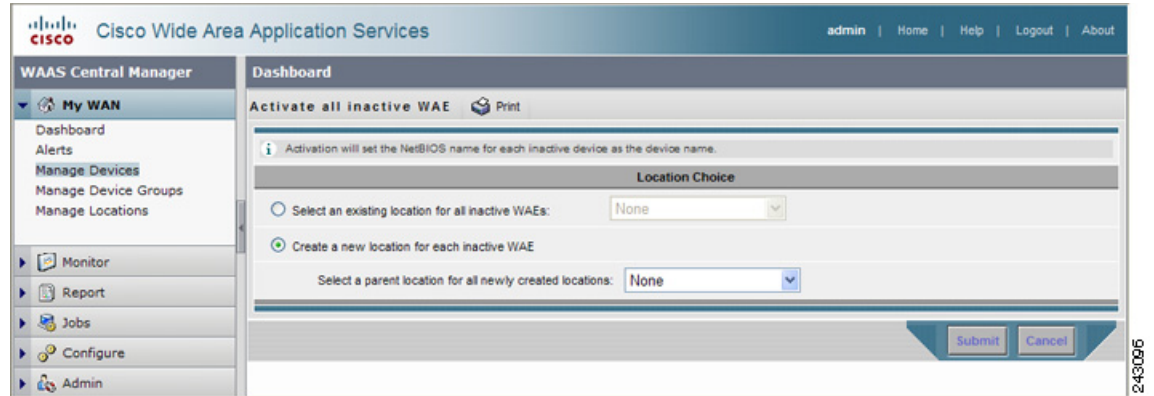 CISCO
Cisco Wide Area Application Services
admin | Home | Help | Logout | About
WAAS Central Manager
My WAN
Dashboard
Alerts
Manage Devices
Manage Device Groups
Manage Locations
Monitor
Report
Jobs
Configure
Admin
Dashboard
Activate all inactive WAE
Print
Activation will set the NetBIOS name for each inactive device as the device name.
Location Choice
Select an existing location for all inactive WAEs: None
Create a new location for each inactive WAE
Select a parent location for all newly created locations: None
Submit
Cancel
243096